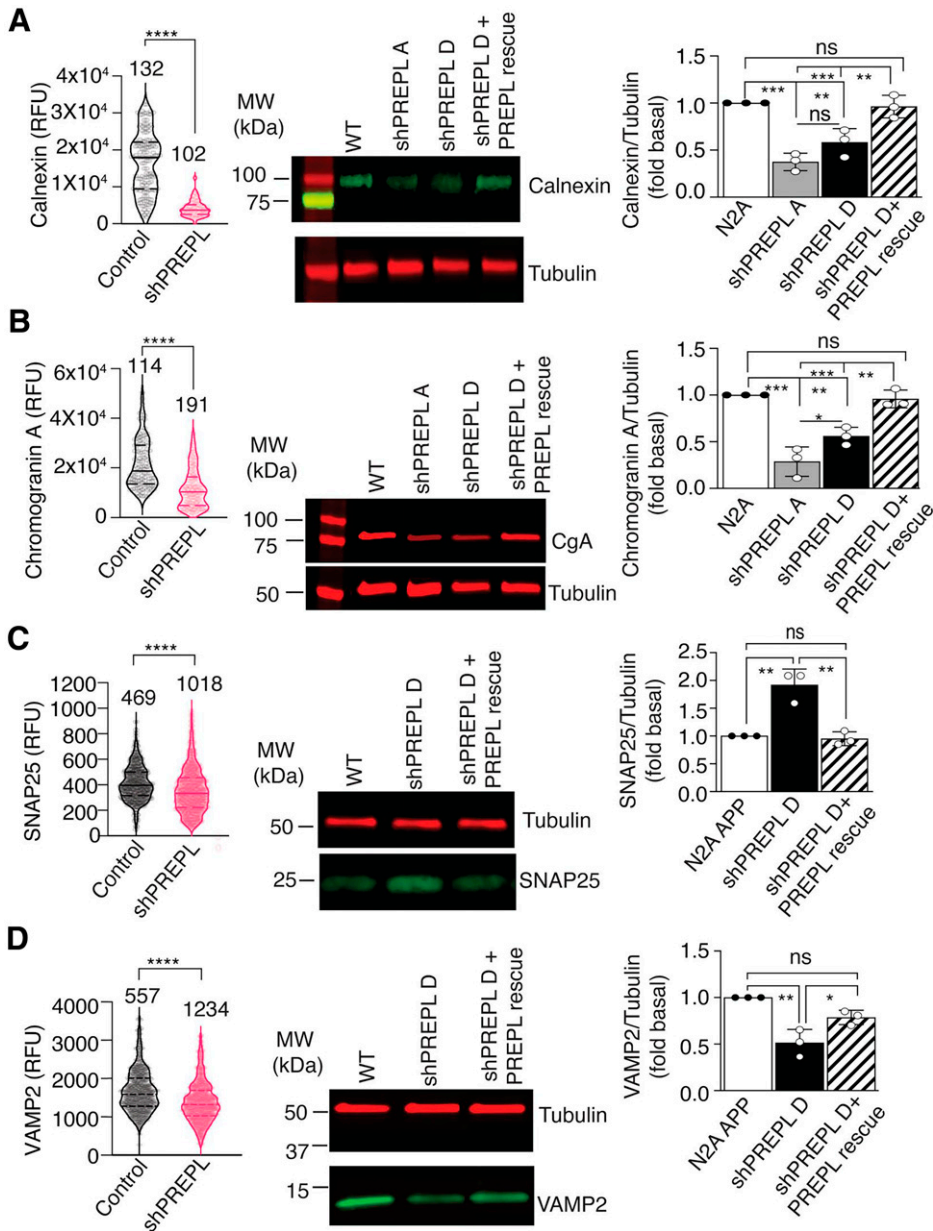 A
Calnexin (RFU)
4x10⁴
3x10⁴
2x10⁴
1x10⁴
0
****
132
102
Control
shPREPL
MW
(kDa)
100
75
WT
shPREPL A
shPREPL D
shPREPL D +
PREPL rescue
Calnexin
Tubulin
Calnexin/Tubulin
(fold basal)
1.5
1.0
0.5
0.0
ns
***
**
***
**
ns
N2A
shPREPL A
shPREPL D
shPREPL D+
PREPL rescue
B
Chromogranin A (RFU)
6x10⁴
4x10⁴
2x10⁴
0
****
114
191
Control
shPREPL
MW
(kDa)
100
75
50
WT
shPREPL A
shPREPL D
shPREPL D +
PREPL rescue
CgA
Tubulin
Chromogranin A/Tubulin
(fold basal)
1.5
1.0
0.5
0.0
ns
***
**
***
**
*
N2A
shPREPL A
shPREPL D
shPREPL D+
PREPL rescue
C
SNAP25 (RFU)
1200
1000
800
600
400
200
0
****
469
1018
Control
shPREPL
MW
(kDa)
50
25
WT
shPREPL D
shPREPL D +
PREPL rescue
Tubulin
SNAP25
SNAP25/Tubulin
(fold basal)
2.5
2.0
1.5
1.0
0.5
0.0
ns
**
**
N2A APP
shPREPL D
shPREPL D+
PREPL rescue
D
VAMP2 (RFU)
4000
3000
2000
1000
0
****
557
1234
Control
shPREPL
MW
(kDa)
50
37
15
WT
shPREPL D
shPREPL D +
PREPL rescue
Tubulin
VAMP2
VAMP2/Tubulin
(fold basal)
1.5
1.0
0.5
0.0
ns
**
*
N2A APP
shPREPL D
shPREPL D+
PREPL rescue